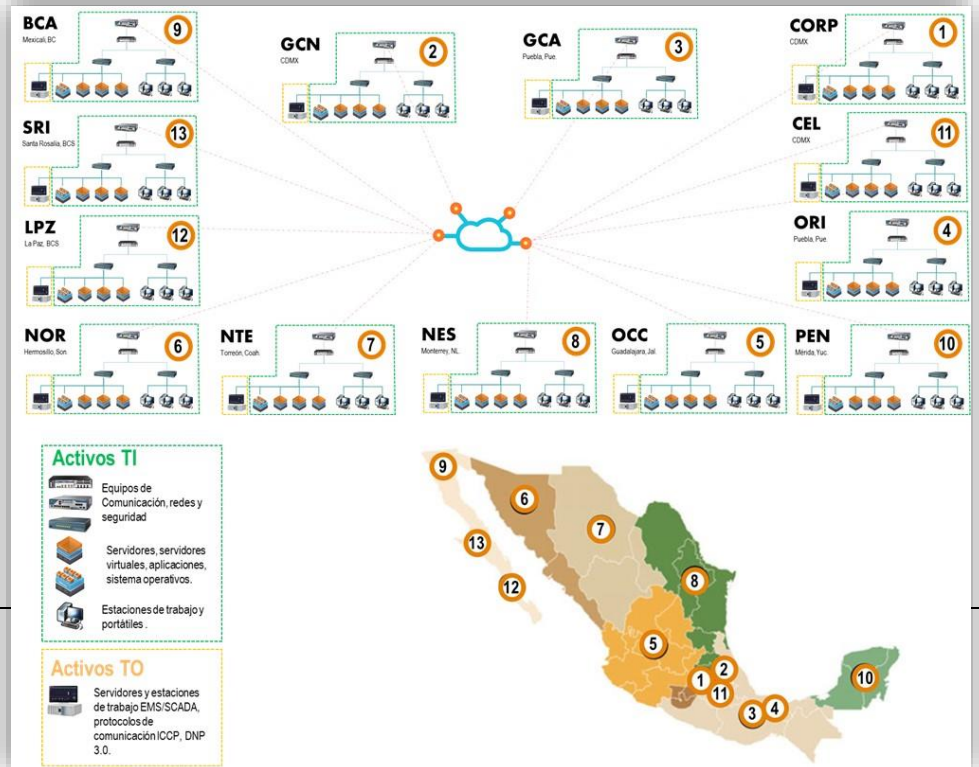 BCA
Mexicali, BC
9
GCN
CDMX
2
GCA
Puebla, Pue.
3
CORP
CDMX
1
SRI
Santa Rosalía, BCS
13
CEL
CDMX
11
LPZ
La Paz, BCS
12
ORI
Puebla, Pue.
4
NOR
Hermosillo, Son
6
NTE
Torreón, Coah.
7
NES
Monterrey, NL.
8
OCC
Guadalajara, Jal.
5
PEN
Mérida, Yuc.
10
Activos TI
Equipos de
Comunicación, redes y
seguridad
Servidores, servidores
virtuales, aplicaciones,
sistema operativos.
Estaciones de trabajo y
portátiles .
Activos TO
Servidores y estaciones
de trabajo EMS/SCADA,
protocolos de
comunicación ICCP, DNP
3.0.
9
6
7
13
12
8
5
2
1
11
10
3
4